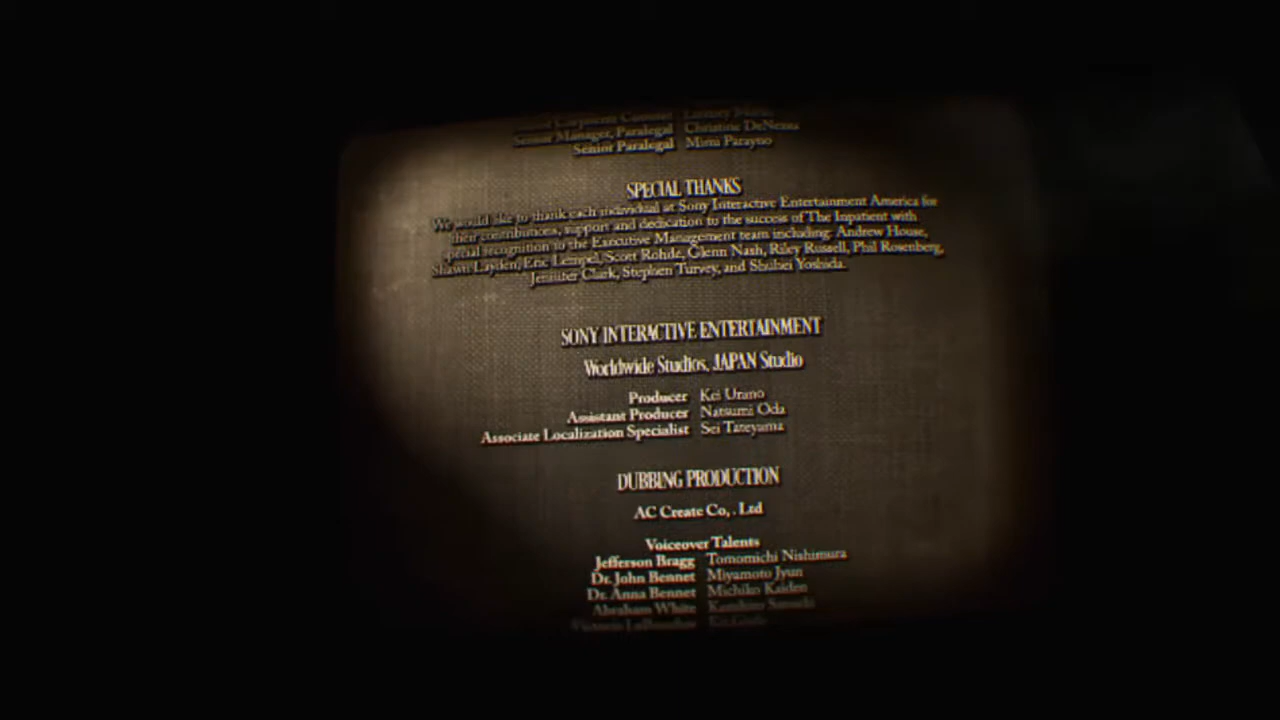 Senior Manager, Paralegal Christine DeNezza
Senior Paralegal Mimi Parayno
SPECIAL THANKS
We would like to thank each individual at Sony Interactive Entertainment America for
their contributions, support and dedication to the success of The Inpatient with
special recognition to the Executive Management team including: Andrew House,
Shawn Layden, Eric Lempel, Scott Rohde, Glenn Nash, Riley Russell, Phil Rosenberg,
Jennifer Clark, Stephen Turvey, and Shuhei Yoshida.
SONY INTERACTIVE ENTERTAINMENT
Worldwide Studios, JAPAN Studio
Producer Kei Urano
Assistant Producer Natsumi Oda
Associate Localization Specialist Sei Tateyama
DUBBING PRODUCTION
AC Create Co, . Ltd
Voiceover Talents
Jefferson Bragg Tomomichi Nishimura
Dr. John Bennet Miyamoto Jyun
Dr. Anna Bennet Michiko Kaiden
Abraham White